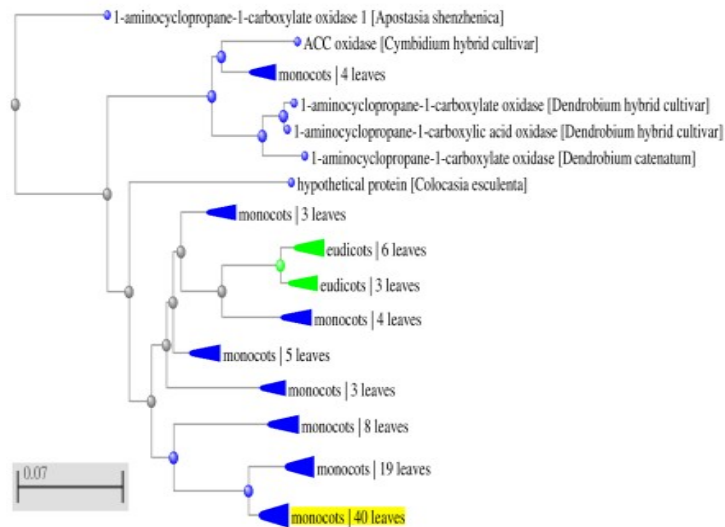 1-aminocyclopropane-1-carboxylate oxidase 1 [Apostasia shenzhenica]
ACC oxidase [Cymbidium hybrid cultivar]
monocots | 4 leaves
1-aminocyclopropane-1-carboxylate oxidase [Dendrobium hybrid cultivar]
1-aminocyclopropane-1-carboxylic acid oxidase [Dendrobium hybrid cultivar]
1-aminocyclopropane-1-carboxylate oxidase [Dendrobium catenatum]
hypothetical protein [Colocasia esculenta]
monocots | 3 leaves
eudicots | 6 leaves
eudicots | 3 leaves
monocots | 4 leaves
monocots | 5 leaves
monocots | 3 leaves
monocots | 8 leaves
monocots | 19 leaves
0.07
monocots | 40 leaves